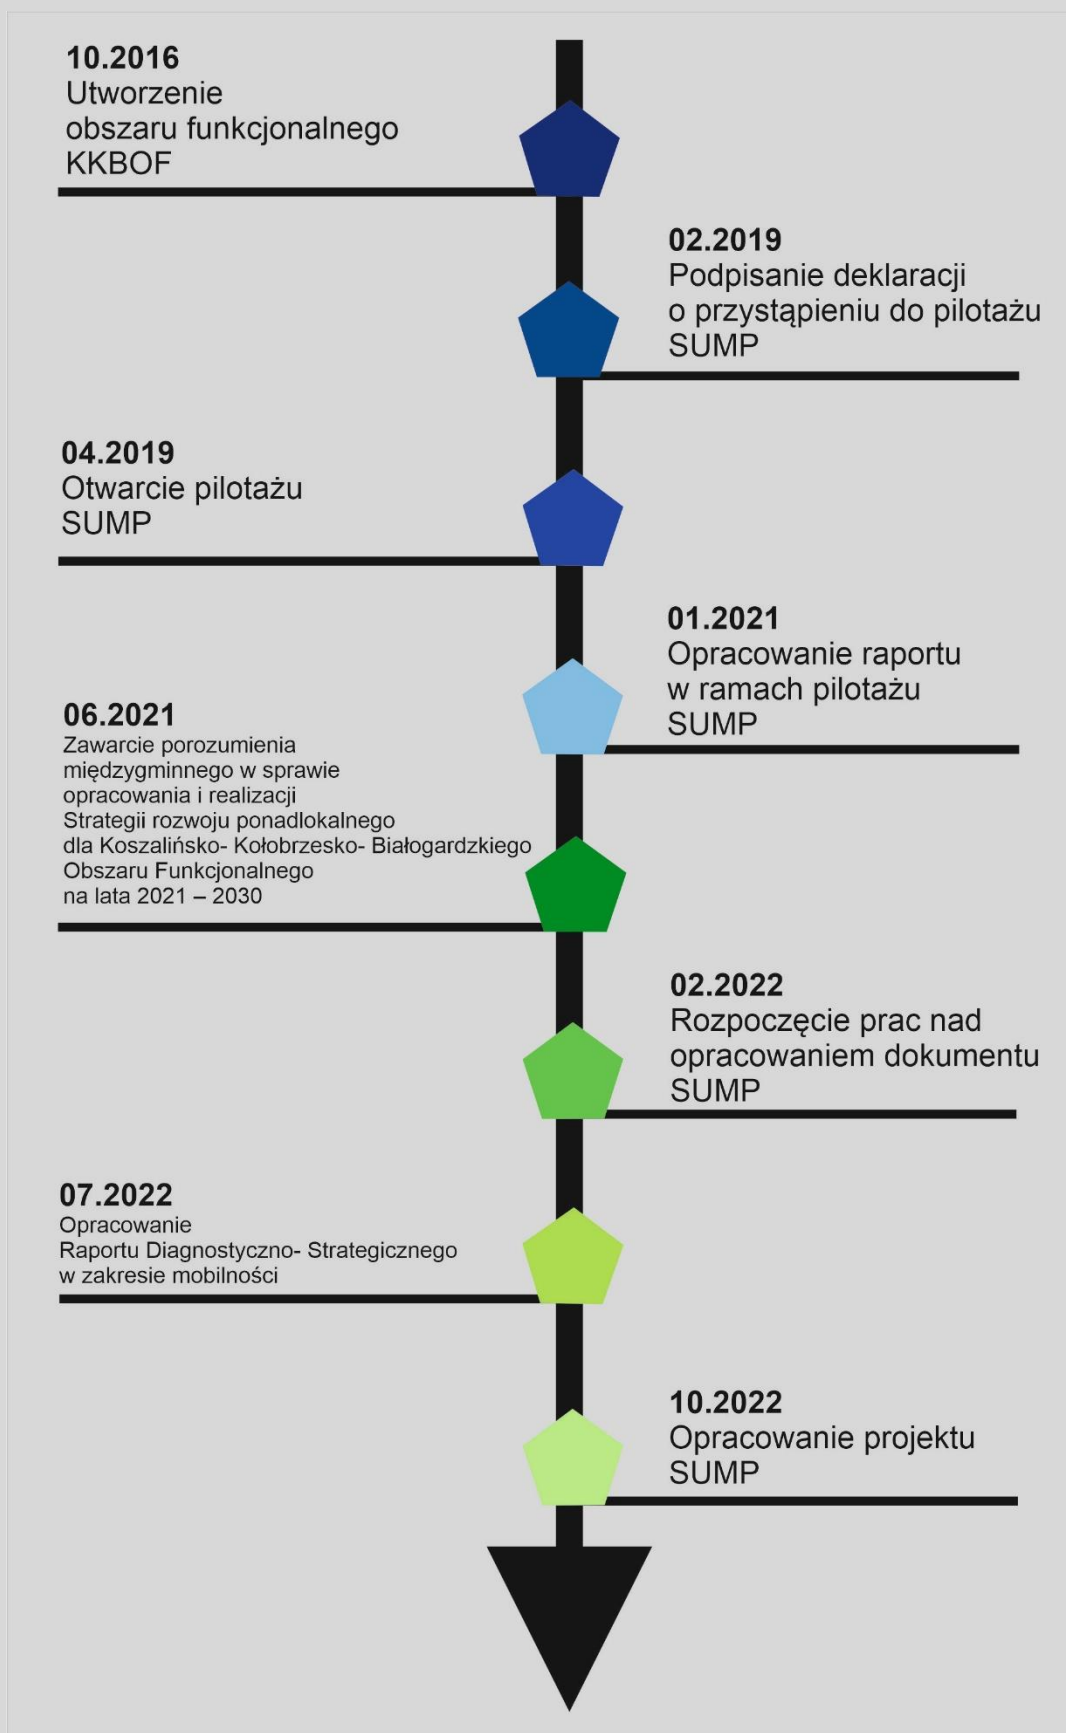 10.2016
Utworzenie
obszaru funkcjonalnego
KKBOF
02.2019
Podpisanie deklaracji
o przystąpieniu do pilotażu
SUMP
04.2019
Otwarcie pilotażu
SUMP
01.2021
Opracowanie raportu
w ramach pilotażu
SUMP
06.2021
Zawarcie porozumienia
międzygminnego w sprawie
opracowania i realizacji
Strategii rozwoju ponadlokalnego
dla Koszalińsko- Kołobrzesko- Białogardzkiego
Obszaru Funkcjonalnego
na lata 2021 – 2030
02.2022
Rozpoczęcie prac nad
opracowaniem dokumentu
SUMP
07.2022
Opracowanie
Raportu Diagnostyczno- Strategicznego
w zakresie mobilności
10.2022
Opracowanie projektu
SUMP